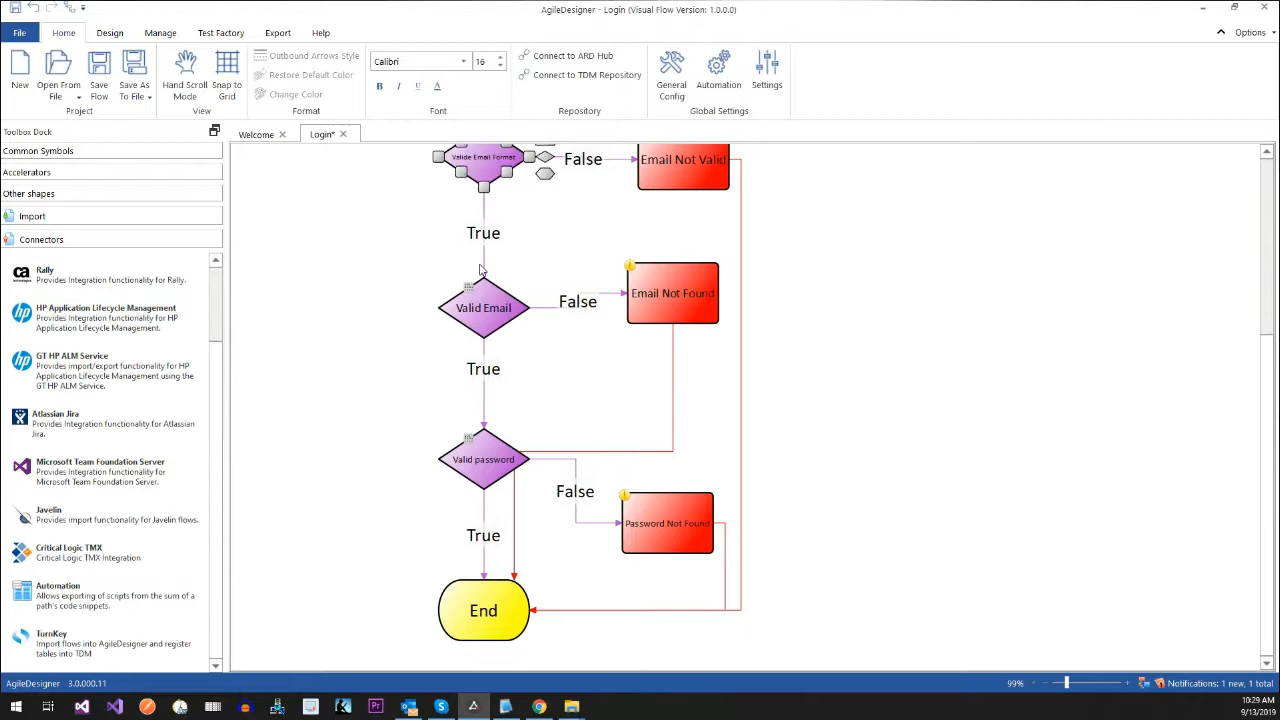 AgileDesigner - Login (Visual Flow Version: 1.0.0.0)
File Home Design Manage Test Factory Export Help Options
New
Open From File
Save Flow
Save As To File
Project
Hand Scroll Mode
Snap to Grid
View
Outbound Arrows Style
Restore Default Color
Change Color
Format
Calibri 16
B I U A
Font
Connect to ARD Hub
Connect to TDM Repository
Repository
General Config
Automation
Settings
Global Settings
Toolbox Dock
Common Symbols
Accelerators
Other shapes
Import
Connectors
ca technologies
Rally
Provides Integration functionality for Rally.
HP Application Lifecycle Management
Provides Integration functionality for HP
Application Lifecycle Management.
GT HP ALM Service
Provides import/export functionality for HP
Application Lifecycle Management using the
GT HP ALM Service.
Atlassian Jira
Provides Integration functionality for Atlassian
Jira.
Microsoft Team Foundation Server
Provides Integration functionality for
Microsoft Team Foundation Server.
Javelin
Provides import functionality for Javelin flows.
Critical Logic TMX
Critical Logic TMX Integration
Automation
Allows exporting of scripts from the sum of a
path's code snippets.
TurnKey
Import flows into AgileDesigner and register
tables into TDM
Welcome
Login*
Valide Email Format
False
Email Not Valid
True
Valid Email
False
Email Not Found
True
Valid password
False
Password Not Found
True
End
AgileDesigner 3.0.000.11
99%
Notifications: 1 new, 1 total
10:29 AM
9/13/2019